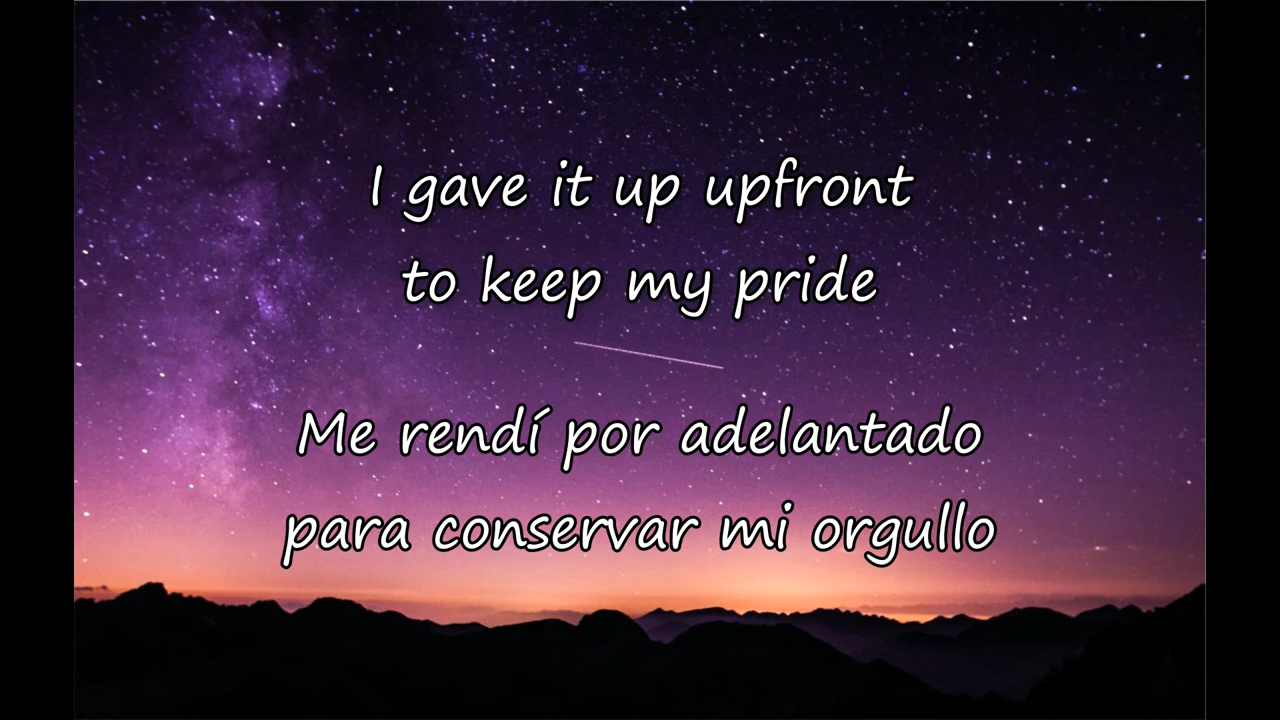 I gave it up upfront
to keep my pride
Me rendí por adelantado
para conservar mi orgullo